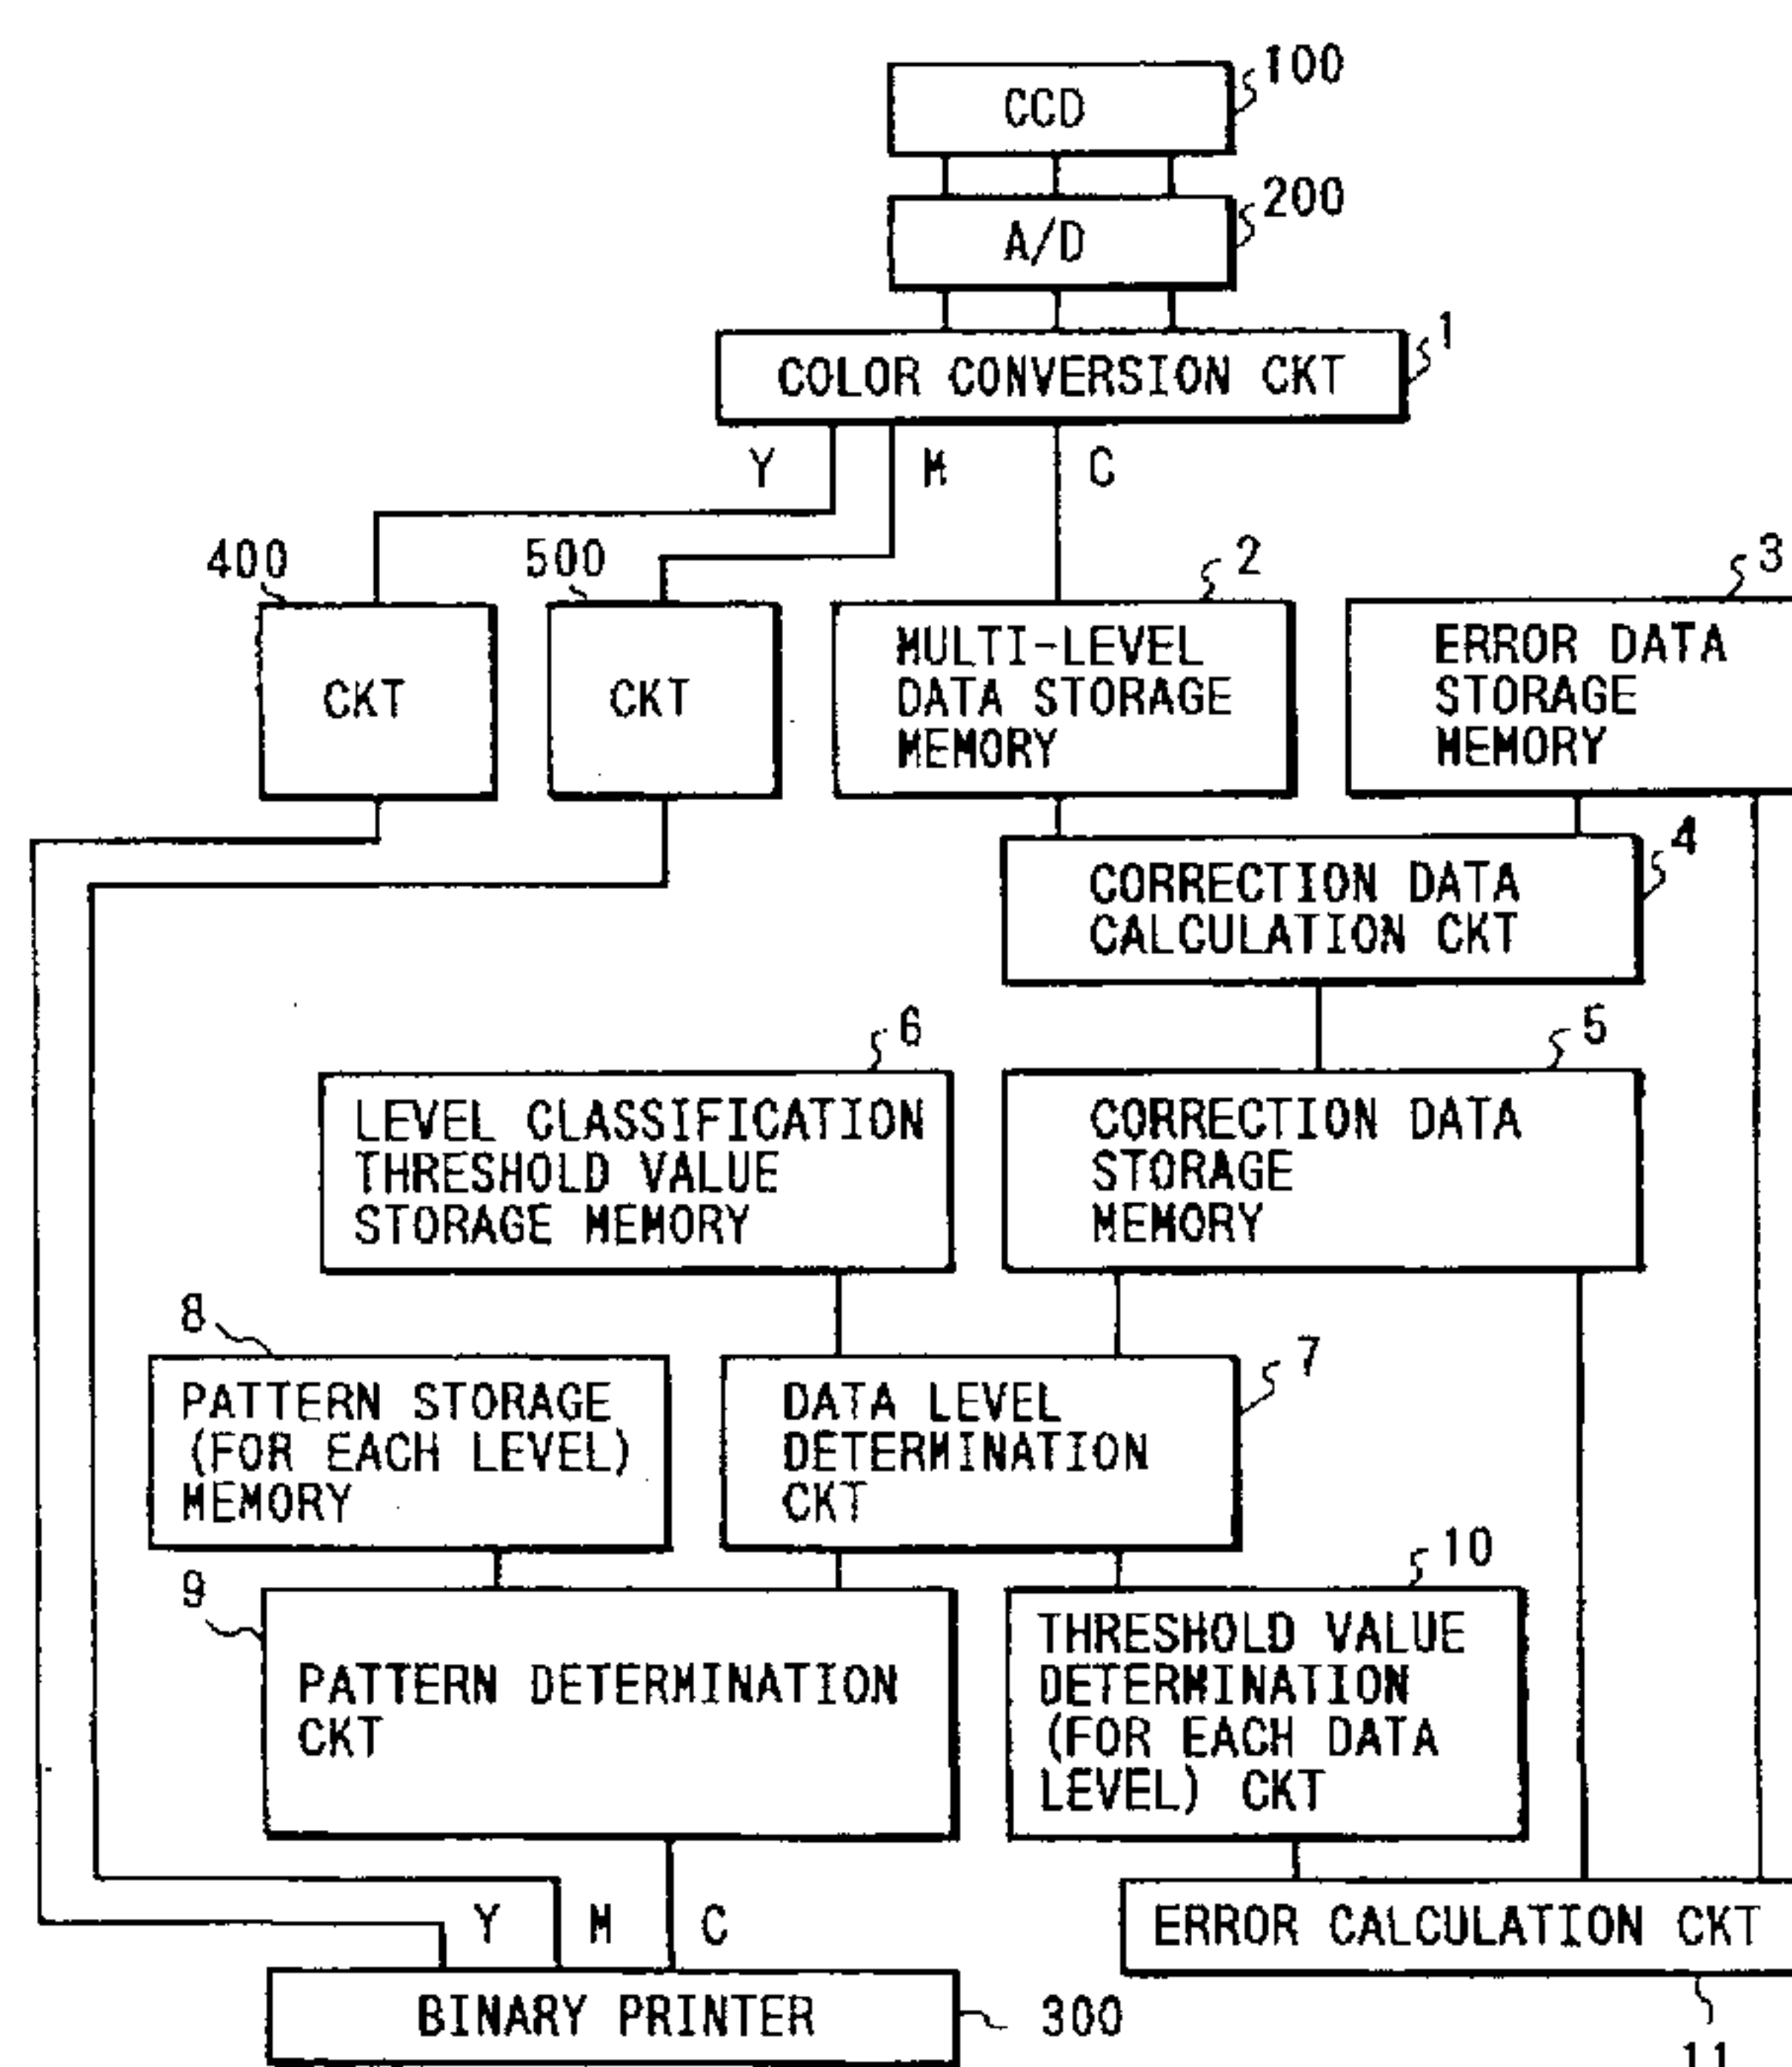 100
CCD
200
A/D
1
COLOR CONVERSION CKT
Y M C
400
500
2
3
CKT
CKT
MULTI-LEVEL
DATA STORAGE
MEMORY
ERROR DATA
STORAGE
MEMORY
4
CORRECTION DATA
CALCULATION CKT
6
5
LEVEL CLASSIFICATION
THRESHOLD VALUE
STORAGE MEMORY
CORRECTION DATA
STORAGE
MEMORY
8
7
PATTERN STORAGE
(FOR EACH LEVEL)
MEMORY
DATA LEVEL
DETERMINATION
CKT
10
9
PATTERN DETERMINATION
CKT
THRESHOLD VALUE
DETERMINATION
(FOR EACH DATA
LEVEL) CKT
Y M C
ERROR CALCULATION CKT
BINARY PRINTER
300
11